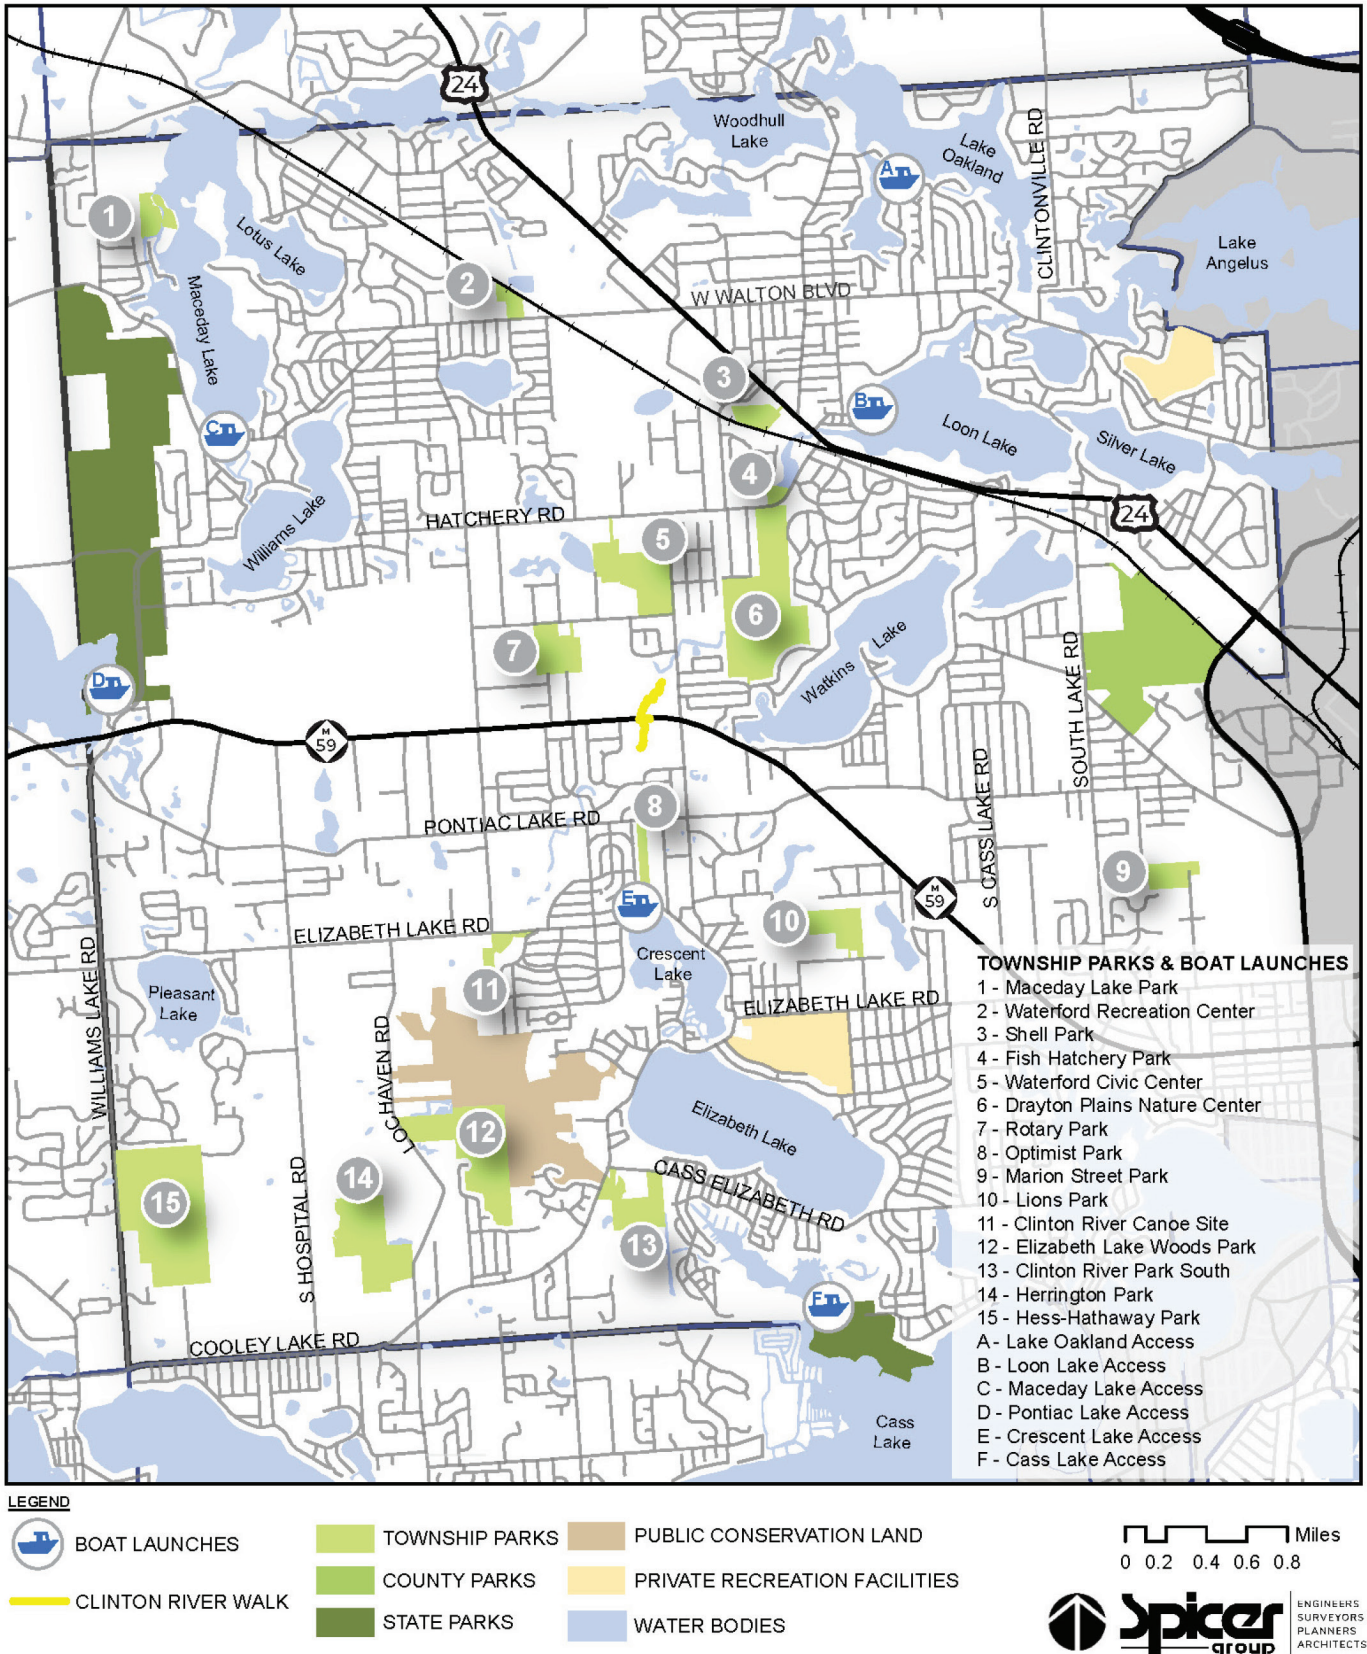 24
Woodhull
Lake
Lake
Oakland
CLINTONVILLE RD
A
1
Lotus Lake
Lake
Angelus
2
Maceday Lake
W WALTON BLVD
3
B
C
Loon Lake
Silver Lake
4
24
Williams Lake
HATCHERY RD
5
6
7
Watkins
Lake
D
SOUTH LAKE RD
M
59
S CASS LAKE RD
8
PONTIAC LAKE RD
9
M
59
E
10
ELIZABETH LAKE RD
Crescent
Lake
WILLIAMS LAKE RD
Pleasant
Lake
11
ELIZABETH LAKE RD
LOCHAVEN RD
Elizabeth Lake
12
CASS ELIZABETH RD
14
15
S HOSPITAL RD
13
F
COOLEY LAKE RD
Cass
Lake
TOWNSHIP PARKS & BOAT LAUNCHES
1 - Maceday Lake Park
2 - Waterford Recreation Center
3 - Shell Park
4 - Fish Hatchery Park
5 - Waterford Civic Center
6 - Drayton Plains Nature Center
7 - Rotary Park
8 - Optimist Park
9 - Marion Street Park
10 - Lions Park
11 - Clinton River Canoe Site
12 - Elizabeth Lake Woods Park
13 - Clinton River Park South
14 - Herrington Park
15 - Hess-Hathaway Park
A - Lake Oakland Access
B - Loon Lake Access
C - Maceday Lake Access
D - Pontiac Lake Access
E - Crescent Lake Access
F - Cass Lake Access
LEGEND
BOAT LAUNCHES
CLINTON RIVER WALK
TOWNSHIP PARKS
COUNTY PARKS
STATE PARKS
PUBLIC CONSERVATION LAND
PRIVATE RECREATION FACILITIES
WATER BODIES
Miles
0 0.2 0.4 0.6 0.8
Spicer
group
ENGINEERS
SURVEYORS
PLANNERS
ARCHITECTS